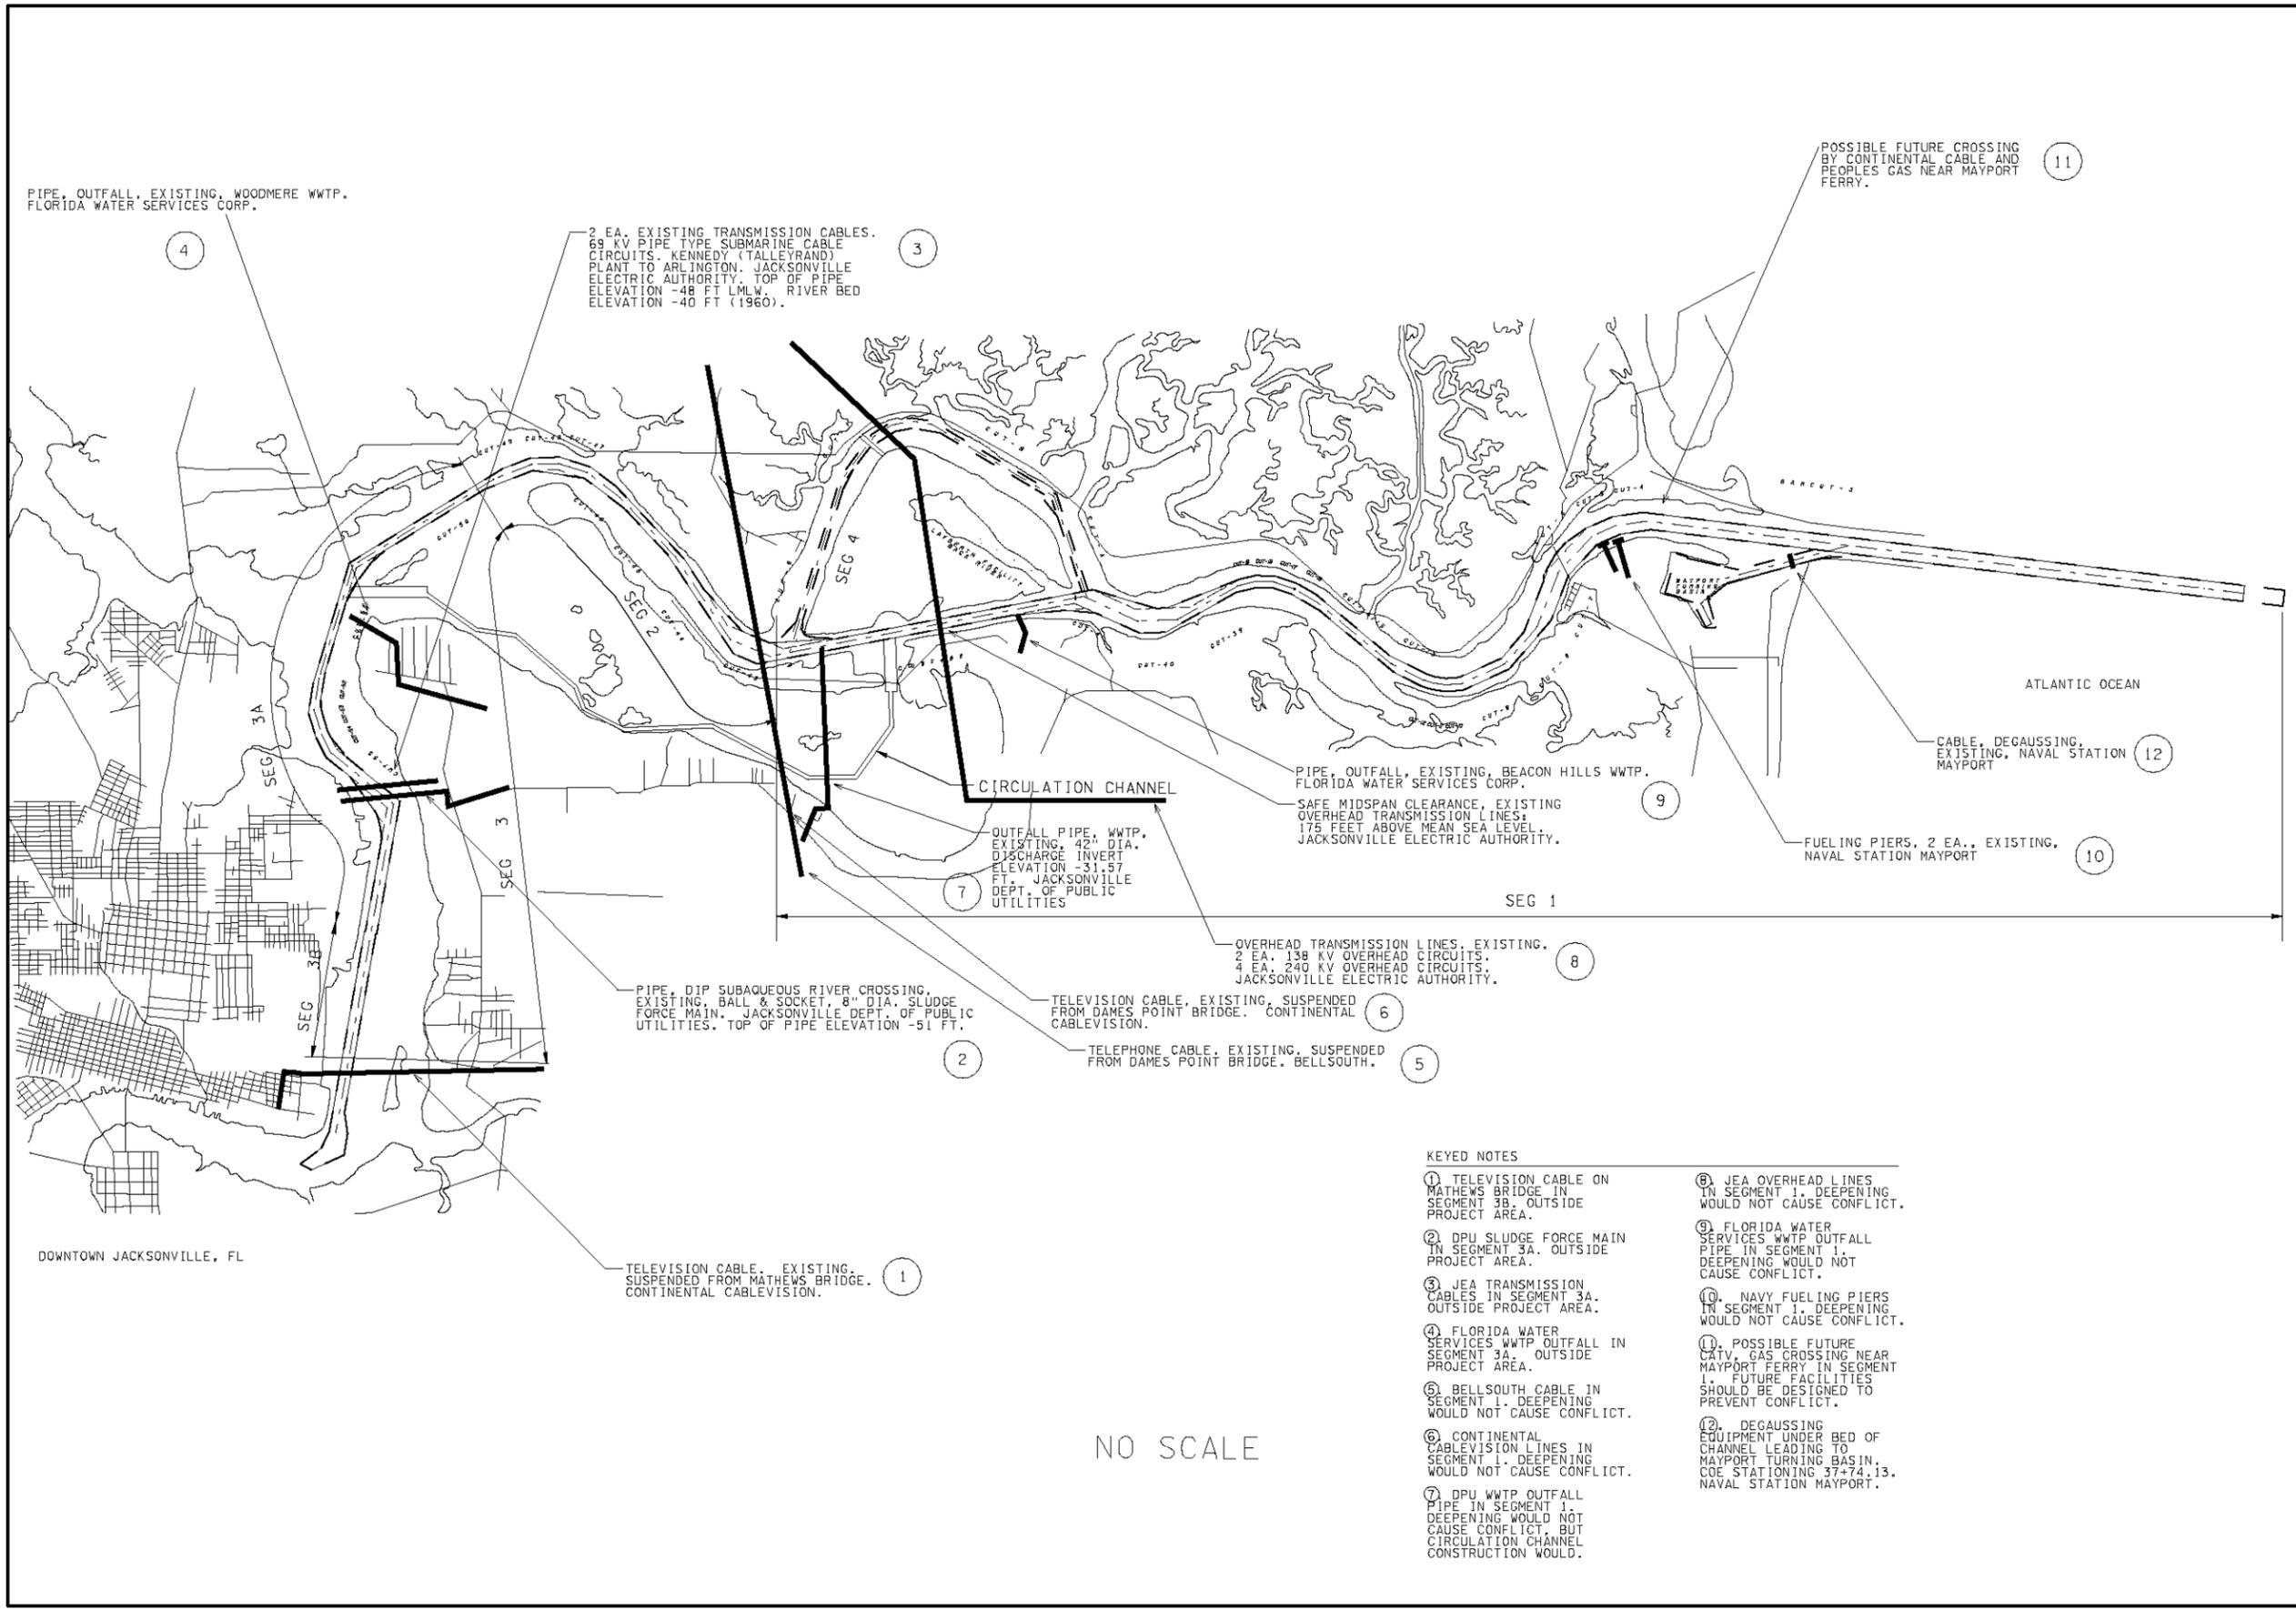 POSSIBLE FUTURE CROSSING
BY CONTINENTAL CABLE AND
PEOPLES GAS NEAR MAYPORT
FERRY.
11
PIPE, OUTFALL, EXISTING, WOODMERE WWTP.
FLORIDA WATER SERVICES CORP.
4
2 EA. EXISTING TRANSMISSION CABLES.
69 KV PIPE TYPE SUBMARINE CABLE
CIRCUITS. KENNEDY (TALLEYRAND)
PLANT TO ARLINGTON. JACKSONVILLE
ELECTRIC AUTHORITY. TOP OF PIPE
ELEVATION -48 FT LMLW. RIVER BED
ELEVATION -40 FT (1960).
3
CUT-49
CUT-48
CUT-47
CUT-50
BARCUT-3
CUT-4
SEG 4
SEG 2
SEG 3A
MAYPORT
TURNING
BASIN
CUT-39
CUT-40
ATLANTIC OCEAN
CABLE, DEGAUSSING,
EXISTING, NAVAL STATION
MAYPORT
12
PIPE, OUTFALL, EXISTING, BEACON HILLS WWTP.
FLORIDA WATER SERVICES CORP.
9
CIRCULATION CHANNEL
SAFE MIDSPAN CLEARANCE, EXISTING
OVERHEAD TRANSMISSION LINES:
175 FEET ABOVE MEAN SEA LEVEL.
JACKSONVILLE ELECTRIC AUTHORITY.
OUTFALL PIPE, WWTP,
EXISTING, 42" DIA.
DISCHARGE INVERT
ELEVATION -31.57
FT. JACKSONVILLE
DEPT. OF PUBLIC
UTILITIES
7
FUELING PIERS, 2 EA., EXISTING,
NAVAL STATION MAYPORT
10
SEG 3
SEG 1
SEG 3B
OVERHEAD TRANSMISSION LINES, EXISTING.
2 EA. 138 KV OVERHEAD CIRCUITS.
4 EA. 240 KV OVERHEAD CIRCUITS.
JACKSONVILLE ELECTRIC AUTHORITY.
8
PIPE, DIP SUBAQUEOUS RIVER CROSSING,
EXISTING, BALL & SOCKET, 8" DIA. SLUDGE
FORCE MAIN. JACKSONVILLE DEPT. OF PUBLIC
UTILITIES. TOP OF PIPE ELEVATION -51 FT.
2
TELEVISION CABLE, EXISTING, SUSPENDED
FROM DAMES POINT BRIDGE. CONTINENTAL
CABLEVISION.
6
TELEPHONE CABLE, EXISTING, SUSPENDED
FROM DAMES POINT BRIDGE. BELLSOUTH.
5
DOWNTOWN JACKSONVILLE, FL
TELEVISION CABLE. EXISTING.
SUSPENDED FROM MATHEWS BRIDGE.
CONTINENTAL CABLEVISION.
1
NO SCALE
KEYED NOTES
1. TELEVISION CABLE ON
MATHEWS BRIDGE IN
SEGMENT 3B. OUTSIDE
PROJECT AREA.
2. DPU SLUDGE FORCE MAIN
IN SEGMENT 3A. OUTSIDE
PROJECT AREA.
3. JEA TRANSMISSION
CABLES IN SEGMENT 3A.
OUTSIDE PROJECT AREA.
4. FLORIDA WATER
SERVICES WWTP OUTFALL IN
SEGMENT 3A. OUTSIDE
PROJECT AREA.
5. BELLSOUTH CABLE IN
SEGMENT 1. DEEPENING
WOULD NOT CAUSE CONFLICT.
6. CONTINENTAL
CABLEVISION LINES IN
SEGMENT 1. DEEPENING
WOULD NOT CAUSE CONFLICT.
7. DPU WWTP OUTFALL
PIPE IN SEGMENT 1.
DEEPENING WOULD NOT
CAUSE CONFLICT, BUT
CIRCULATION CHANNEL
CONSTRUCTION WOULD.
8. JEA OVERHEAD LINES
IN SEGMENT 1. DEEPENING
WOULD NOT CAUSE CONFLICT.
9. FLORIDA WATER
SERVICES WWTP OUTFALL
PIPE IN SEGMENT 1.
DEEPENING WOULD NOT
CAUSE CONFLICT.
10. NAVY FUELING PIERS
IN SEGMENT 1. DEEPENING
WOULD NOT CAUSE CONFLICT.
11. POSSIBLE FUTURE
CATV, GAS CROSSING NEAR
MAYPORT FERRY IN SEGMENT
1. FUTURE FACILITIES
SHOULD BE DESIGNED TO
PREVENT CONFLICT.
12. DEGAUSSING
EQUIPMENT UNDER BED OF
CHANNEL LEADING TO
MAYPORT TURNING BASIN.
COE STATIONING 37+74.13.
NAVAL STATION MAYPORT.